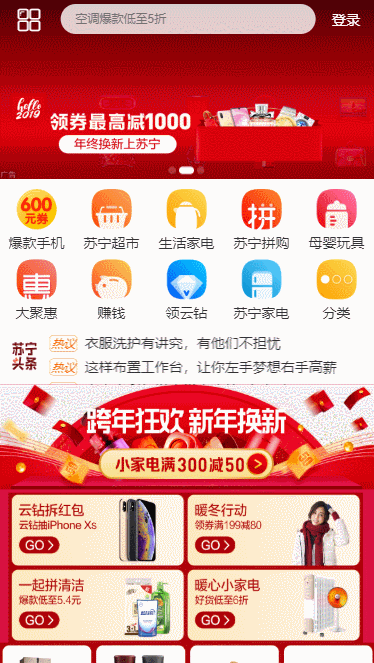 空调爆款低至5折
登录
hello
2019
领券最高减1000
年终换新上苏宁
广告
600
元券
拼
惠
爆款手机
苏宁超市
生活家电
苏宁拼购
母婴玩具
大聚惠
赚钱
领云钻
苏宁家电
分类
苏宁
头条
热议
衣服洗护有讲究,有他们不担忧
热议
这样布置工作台,让你左手梦想右手高薪
跨年狂欢 新年换新
小家电满300减50 >
云钻拆红包
云钻抽iPhone Xs
GO >
暖冬行动
领券满199减80
GO >
一起拼清洁
爆款低至5.4元
GO >
暖心小家电
好货低至6折
GO >